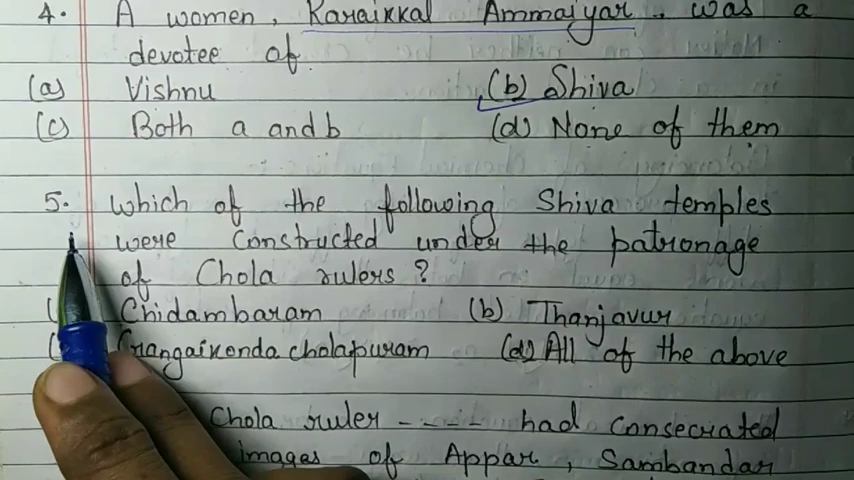 4. A women, Karaikkal Ammaiyar, was a
devotee of
(a) Vishnu (b) Shiva
(c) Both a and b (d) None of them
5. Which of the following Shiva temples
were constructed under the patronage
of Chola rulers?
( Chidambaram (b) Thanjavur
( Gangaikonda cholapuram (d) All of the above
Chola ruler ---- had consecrated
images of Appar, Sambandar